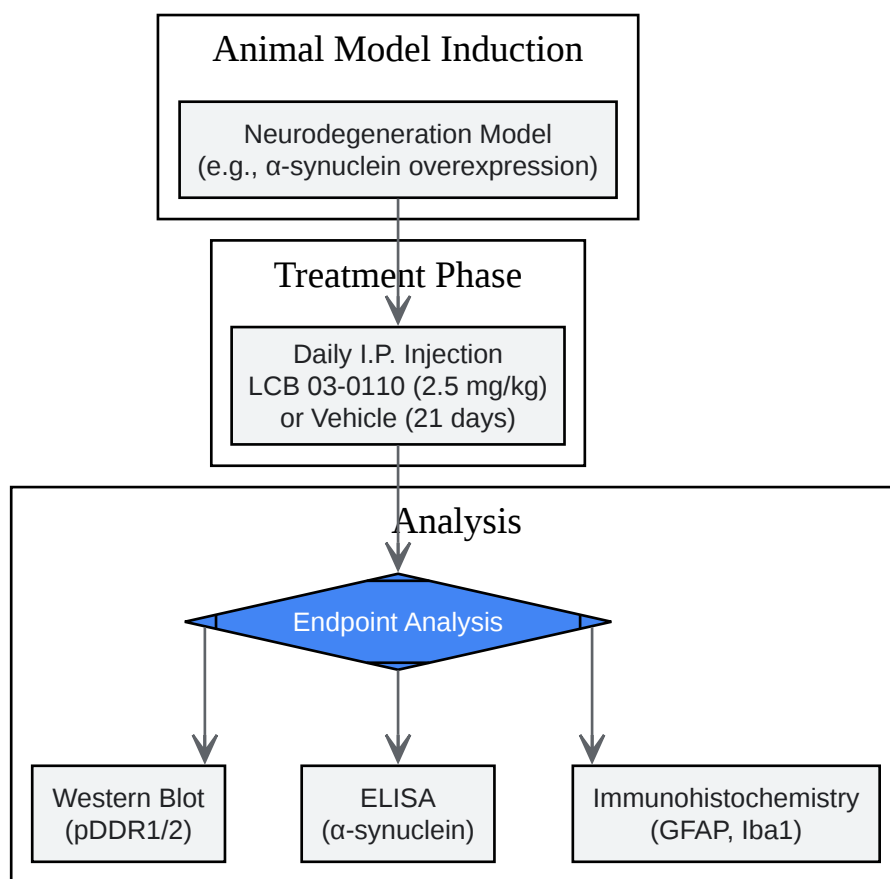 Animal Model Induction
Neurodegeneration Model
(e.g., α-synuclein overexpression)
Treatment Phase
Daily I.P. Injection
LCB 03-0110 (2.5 mg/kg)
or Vehicle (21 days)
Analysis
Endpoint Analysis
Western Blot
(pDDR1/2)
ELISA
(α-synuclein)
Immunohistochemistry
(GFAP, Iba1)